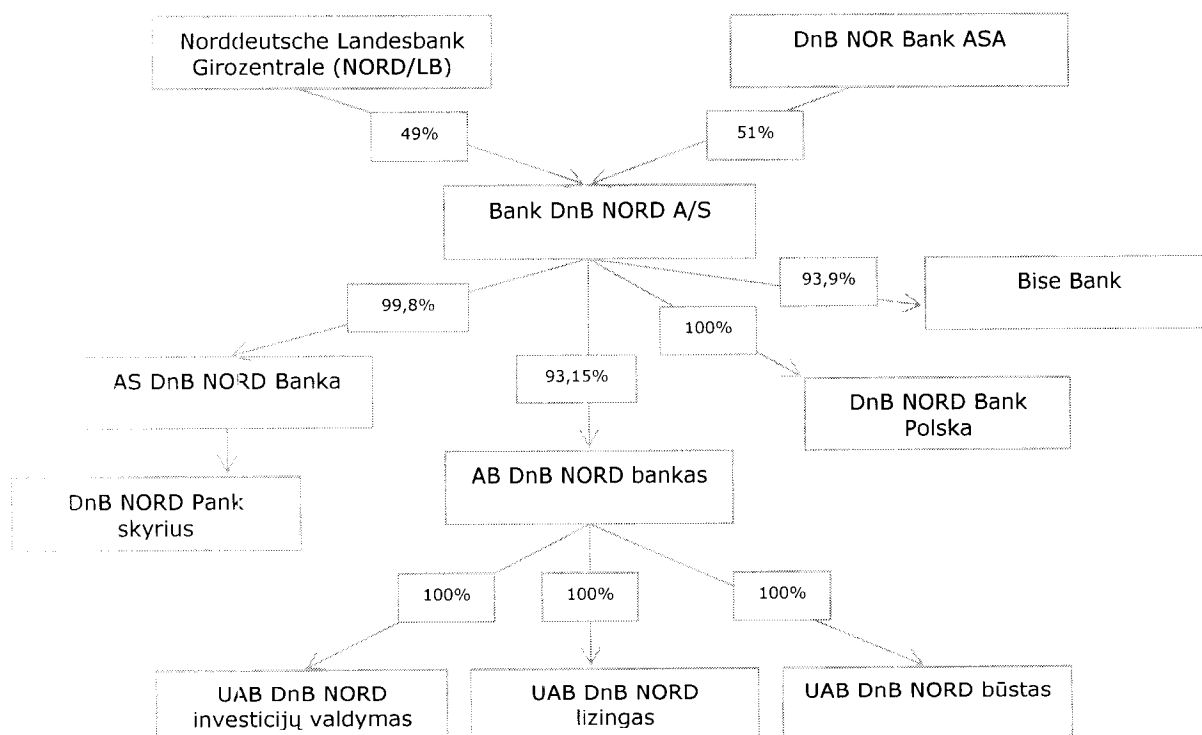 Norddeutsche Landesbank
Girozentrale (NORD/LB)
DnB NOR Bank ASA
49%
51%
Bank DnB NORD A/S
93,9%
Bise Bank
99,8%
100%
AS DnB NORD Banka
93,15%
DnB NORD Bank
Polska
AB DnB NORD bankas
DnB NORD Pank
skyrius
100%
100%
100%
UAB DnB NORD
investicijų valdymas
UAB DnB NORD
lizingas
UAB DnB NORD būstas